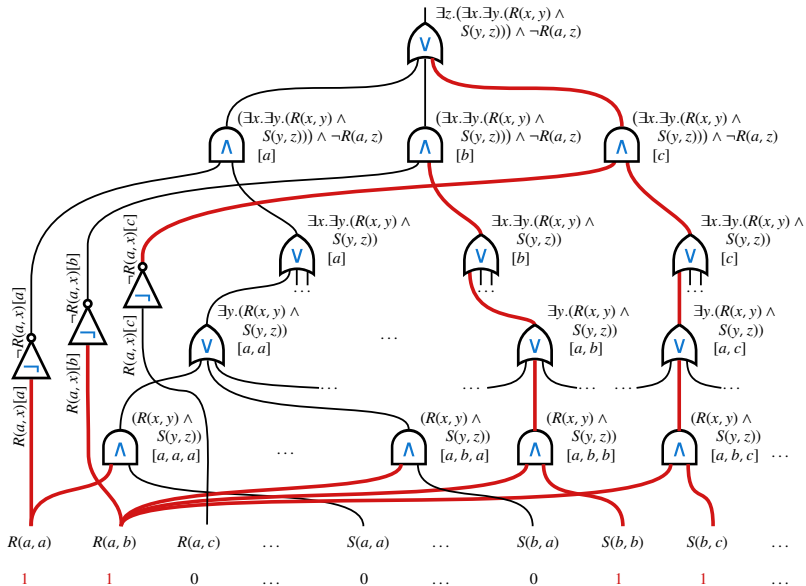 ∃z.(∃x.∃y.(R(x, y) ∧
S(y, z))) ∧ ¬R(a, z)
∨
(∃x.∃y.(R(x, y) ∧
S(y, z))) ∧ ¬R(a, z)
[a]
∧
(∃x.∃y.(R(x, y) ∧
S(y, z))) ∧ ¬R(a, z)
[b]
∧
(∃x.∃y.(R(x, y) ∧
S(y, z))) ∧ ¬R(a, z)
[c]
∧
∃x.∃y.(R(x, y) ∧
S(y, z))
[a]
∨
...
∃x.∃y.(R(x, y) ∧
S(y, z))
[b]
∨
...
∃x.∃y.(R(x, y) ∧
S(y, z))
[c]
∨
...
¬R(a, x)[a]
¬
R(a, x)[a]
¬R(a, x)[b]
¬
R(a, x)[b]
¬R(a, x)[c]
¬
R(a, x)[c]
∃y.(R(x, y) ∧
S(y, z))
[a, a]
∨
...
∃y.(R(x, y) ∧
S(y, z))
[a, b]
∨
∃y.(R(x, y) ∧
S(y, z))
[a, c]
∨
... ... ... ... ...
(R(x, y) ∧
S(y, z))
[a, a, a]
∧
...
(R(x, y) ∧
S(y, z))
[a, b, a]
∧
(R(x, y) ∧
S(y, z))
[a, b, b]
∧
(R(x, y) ∧
S(y, z))
[a, b, c]
∧
...
R(a, a) R(a, b) R(a, c) ... S(a, a) ... S(b, a) S(b, b) S(b, c) ...
1 1 0 ... 0 ... 0 1 1 ...